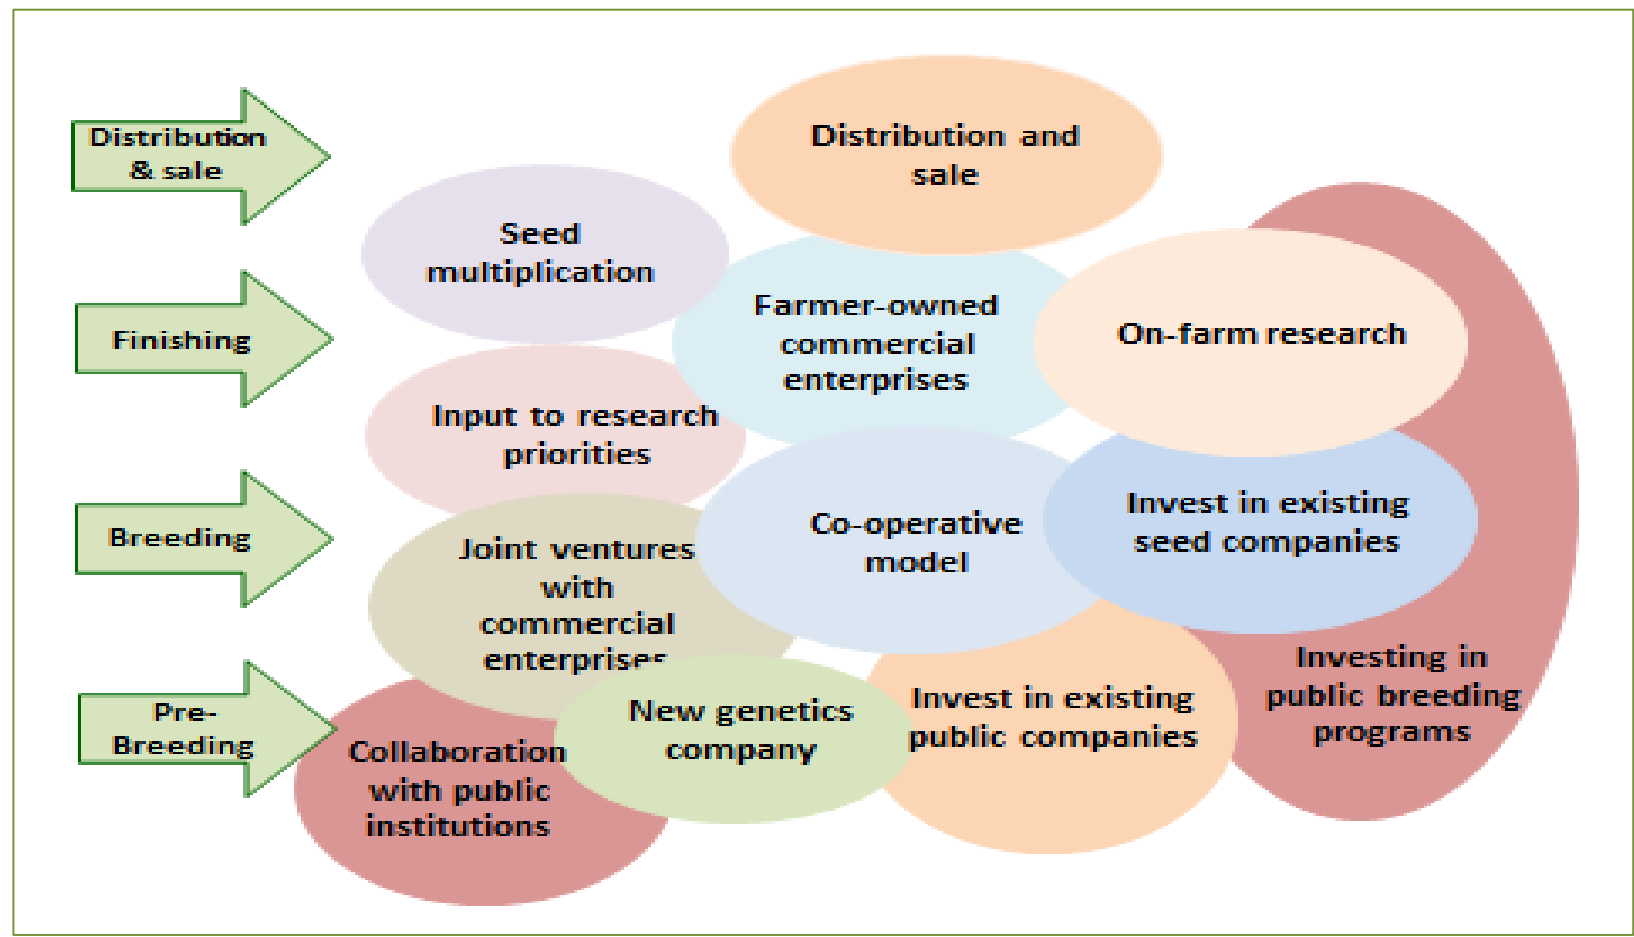 Distribution
& sale
Finishing
Breeding
Pre-
Breeding
Distribution and
sale
Seed
multiplication
Farmer-owned
commercial
enterprises
On-farm research
Input to research
priorities
Co-operative
model
Invest in existing
seed companies
Joint ventures
with
commercial
enterprises
Investing in
public breeding
programs
New genetics
company
Invest in existing
public companies
Collaboration
with public
institutions